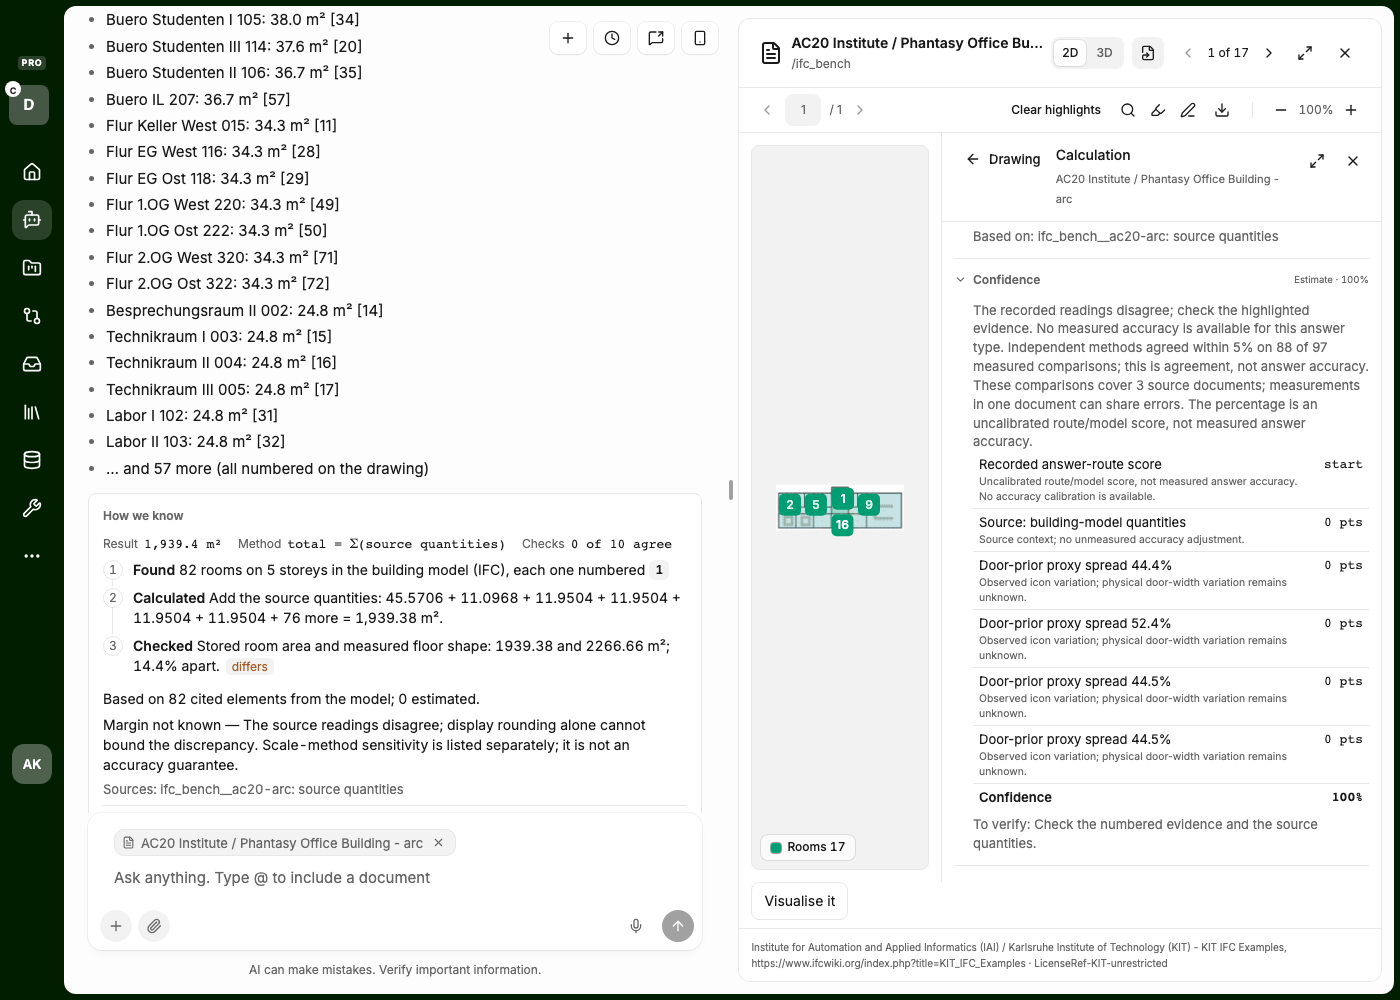 PRO
c
D
AK
Buero Studenten I 105: 38.0 m² [34]
Buero Studenten III 114: 37.6 m² [20]
Buero Studenten II 106: 36.7 m² [35]
Buero IL 207: 36.7 m² [57]
Flur Keller West 015: 34.3 m² [11]
Flur EG West 116: 34.3 m² [28]
Flur EG Ost 118: 34.3 m² [29]
Flur 1.OG West 220: 34.3 m² [49]
Flur 1.OG Ost 222: 34.3 m² [50]
Flur 2.OG West 320: 34.3 m² [71]
Flur 2.OG Ost 322: 34.3 m² [72]
Besprechungsraum II 002: 24.8 m² [14]
Technikraum I 003: 24.8 m² [15]
Technikraum II 004: 24.8 m² [16]
Technikraum III 005: 24.8 m² [17]
Labor I 102: 24.8 m² [31]
Labor II 103: 24.8 m² [32]
... and 57 more (all numbered on the drawing)
How we know
Result 1,939.4 m² Method total = Σ(source quantities) Checks 0 of 10 agree
1 Found 82 rooms on 5 storeys in the building model (IFC), each one numbered 1
2 Calculated Add the source quantities: 45.5706 + 11.0968 + 11.9504 + 11.9504 +
11.9504 + 11.9504 + 76 more = 1,939.38 m².
3 Checked Stored room area and measured floor shape: 1939.38 and 2266.66 m²;
14.4% apart. differs
Based on 82 cited elements from the model; 0 estimated.
Margin not known — The source readings disagree; display rounding alone cannot
bound the discrepancy. Scale-method sensitivity is listed separately; it is not an
accuracy guarantee.
Sources: ifc_bench__ac20-arc: source quantities
AC20 Institute / Phantasy Office Building - arc
Ask anything. Type @ to include a document
AI can make mistakes. Verify important information.
AC20 Institute / Phantasy Office Bu...
/ifc_bench
2D 3D
1 of 17
1 / 1
Clear highlights
100%
2 5 1 9
16
Rooms 17
Visualise it
Drawing
Calculation
AC20 Institute / Phantasy Office Building -
arc
Based on: ifc_bench__ac20-arc: source quantities
Confidence Estimate · 100%
The recorded readings disagree; check the highlighted
evidence. No measured accuracy is available for this answer
type. Independent methods agreed within 5% on 88 of 97
measured comparisons; this is agreement, not answer accuracy.
These comparisons cover 3 source documents; measurements
in one document can share errors. The percentage is an
uncalibrated route/model score, not measured answer
accuracy.
Recorded answer-route score start
Uncalibrated route/model score, not measured answer accuracy.
No accuracy calibration is available.
Source: building-model quantities 0 pts
Source context; no unmeasured accuracy adjustment.
Door-prior proxy spread 44.4% 0 pts
Observed icon variation; physical door-width variation remains
unknown.
Door-prior proxy spread 52.4% 0 pts
Observed icon variation; physical door-width variation remains
unknown.
Door-prior proxy spread 44.5% 0 pts
Observed icon variation; physical door-width variation remains
unknown.
Door-prior proxy spread 44.5% 0 pts
Observed icon variation; physical door-width variation remains
unknown.
Confidence 100%
To verify: Check the numbered evidence and the source
quantities.
Institute for Automation and Applied Informatics (IAI) / Karlsruhe Institute of Technology (KIT) - KIT IFC Examples,
https://www.ifcwiki.org/index.php?title=KIT_IFC_Examples · LicenseRef-KIT-unrestricted